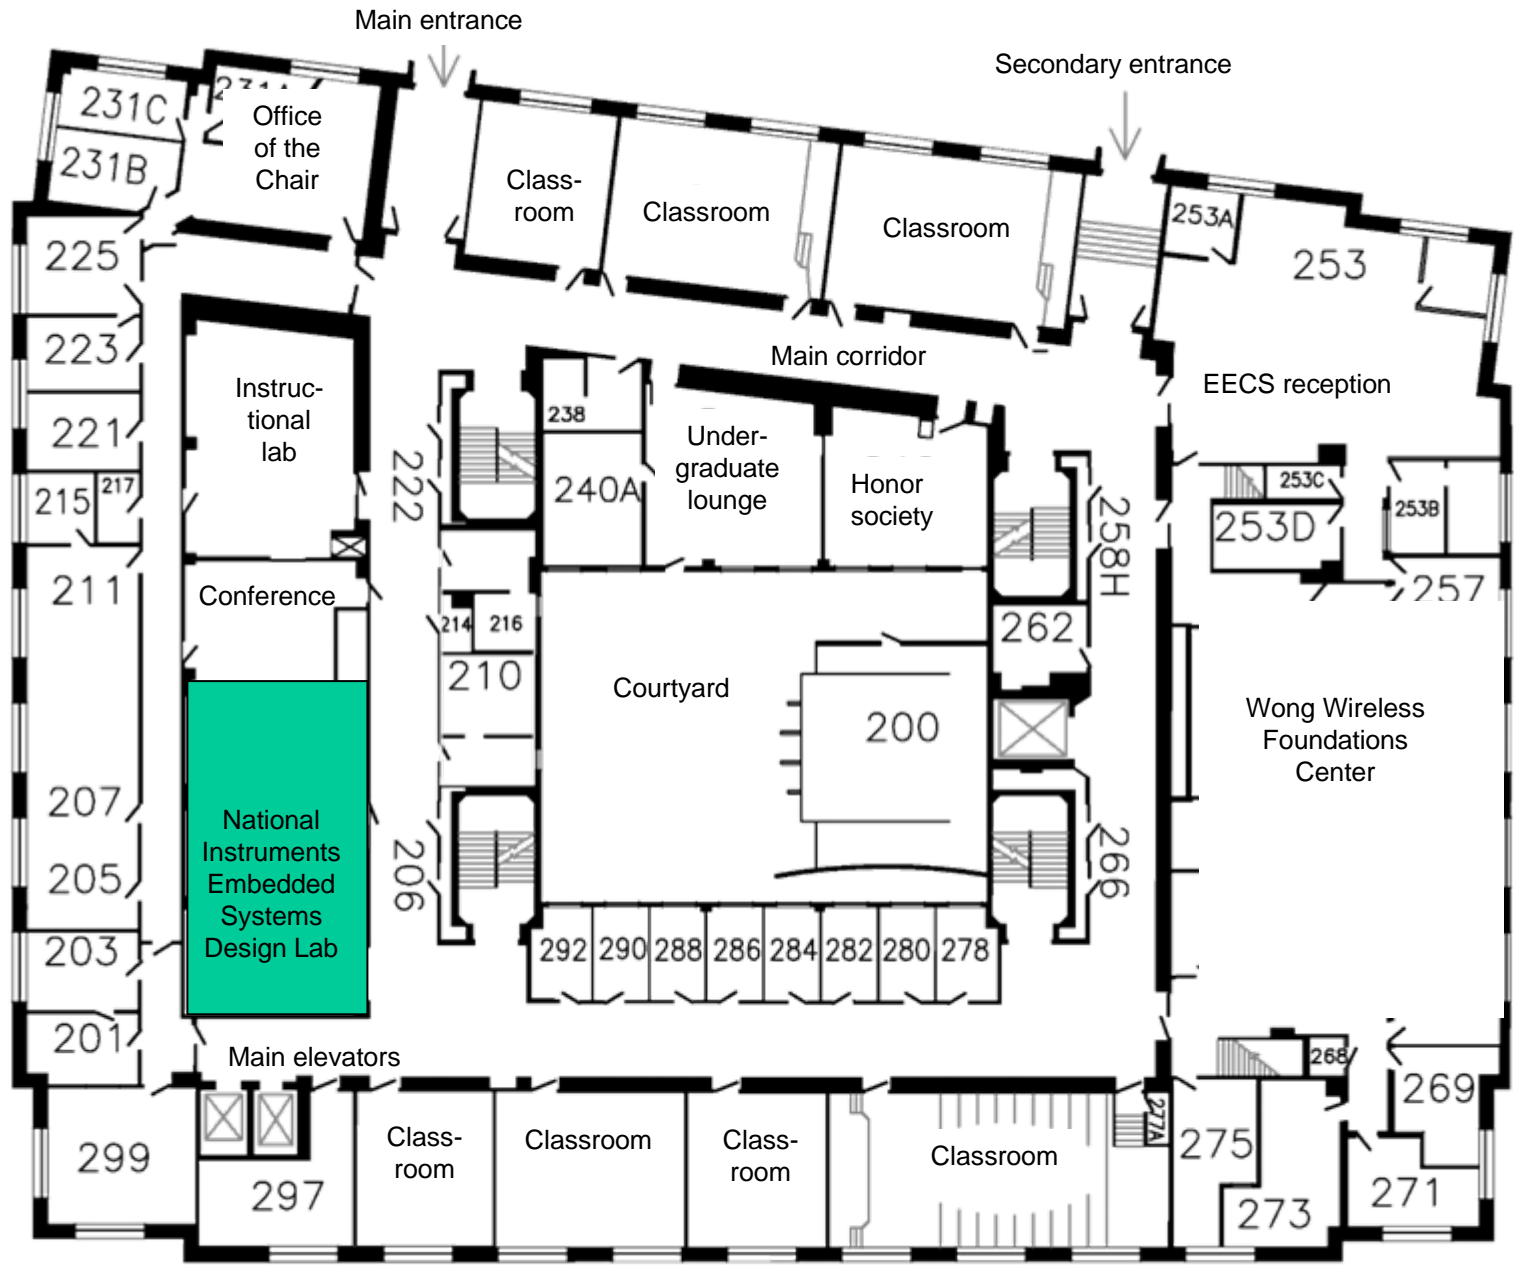 Main entrance
Secondary entrance
231C
231A
Office
of the
Chair
231B
Class-
room
Classroom
Classroom
253A
253
225
223
Main corridor
EECS reception
Instruc-
tional
lab
238
221
Under-
graduate
lounge
222
240A
Honor
society
253C
215
217
253B
253D
258H
211
Conference
257
214
216
262
210
Courtyard
200
Wong Wireless
Foundations
Center
207
National
Instruments
Embedded
Systems
Design Lab
205
206
266
203
292
290
288
286
284
282
280
278
201
Main elevators
268
269
277A
299
Class-
room
Classroom
Class-
room
Classroom
275
297
271
273